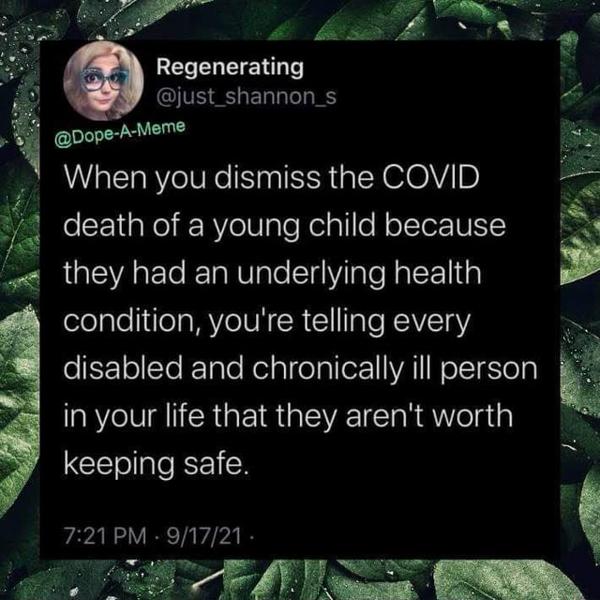 Regenerating
@just_shannon_s
@Dope-A-Meme
When you dismiss the COVID
death of a young child because
they had an underlying health
condition, you're telling every
disabled and chronically ill person
in your life that they aren't worth
keeping safe.
7:21 PM · 9/17/21 ·